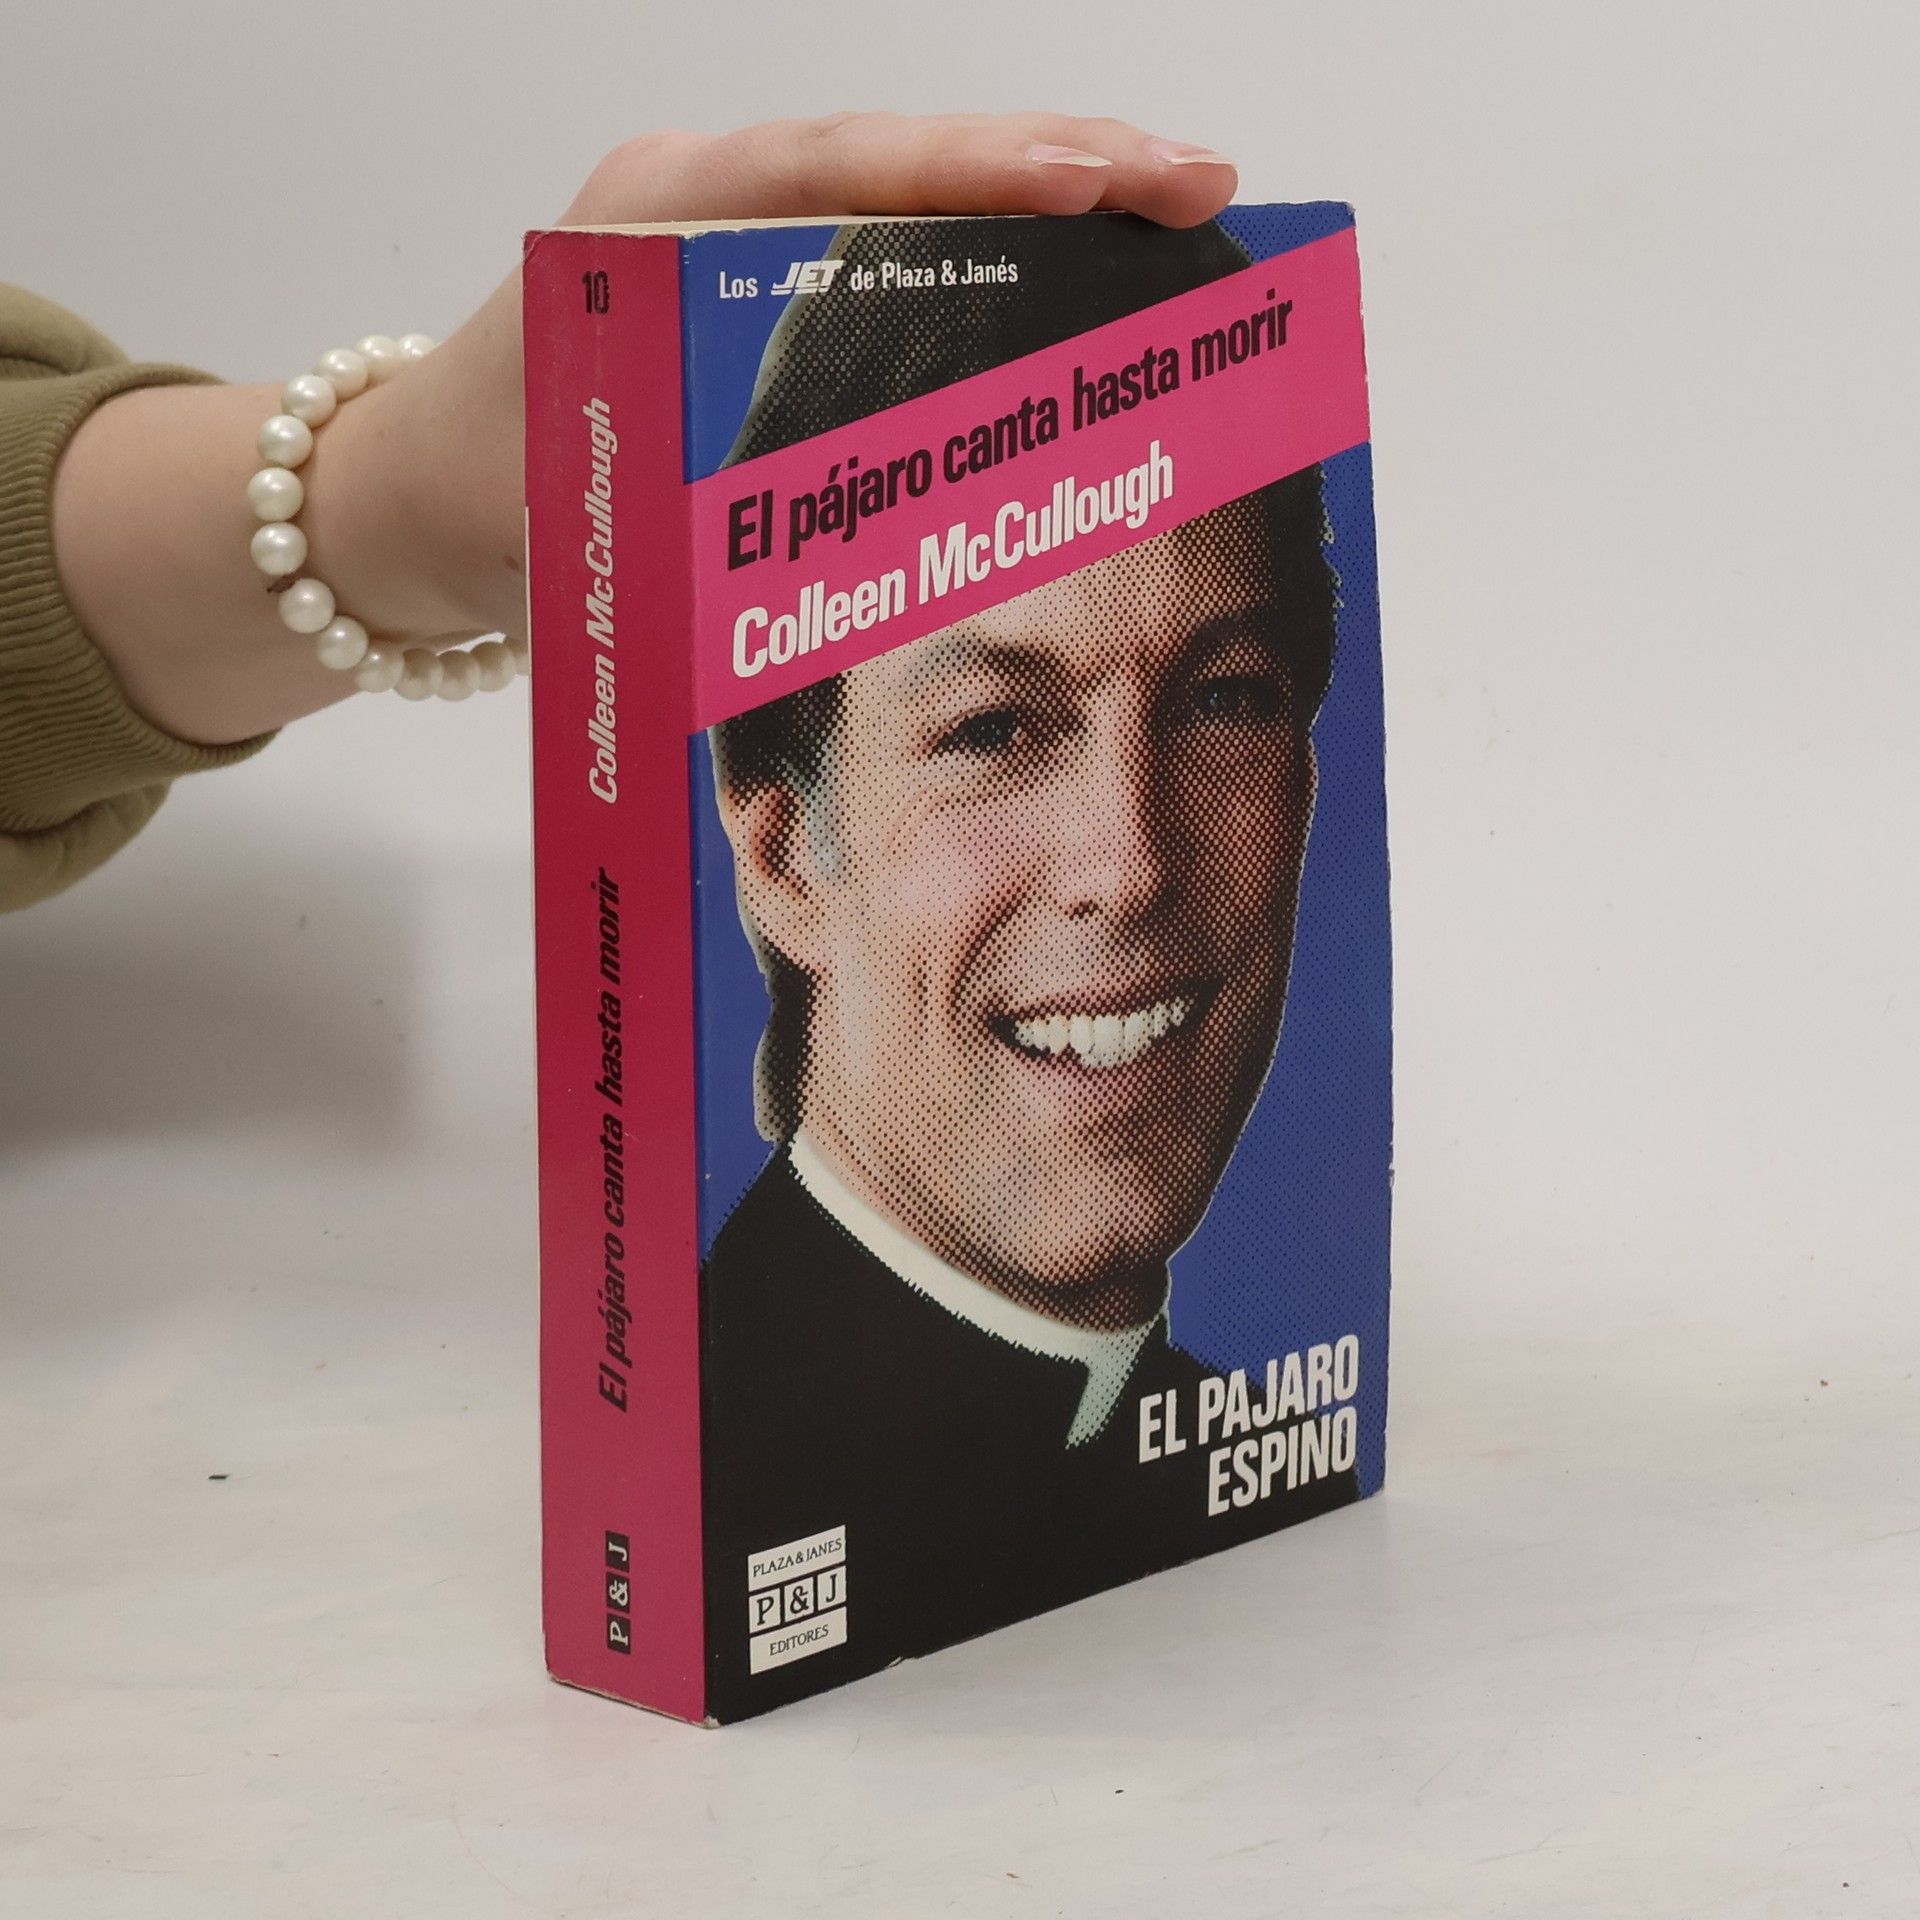 10
Colleen McCullough
El pájaro canta hasta morir
P&J
Los JET de Plaza & Janés
El pájaro canta hasta morir
Colleen McCullough
EL PAJARO
ESPINO
PLAZA & JANES
P&J
EDITORES